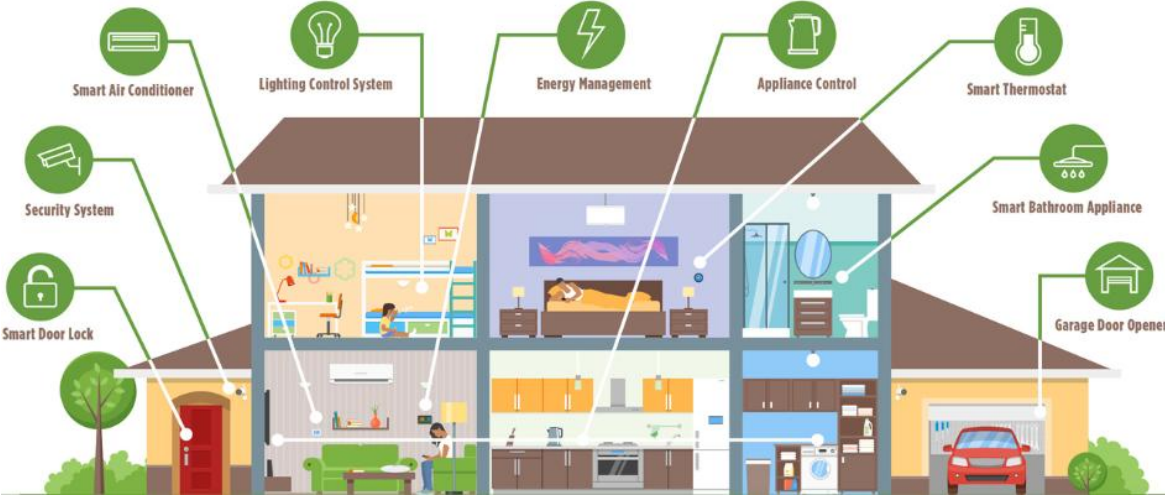 Smart Air Conditioner
Lighting Control System
Energy Management
Appliance Control
Smart Thermostat
Security System
Smart Bathroom Appliance
Smart Door Lock
Garage Door Opener